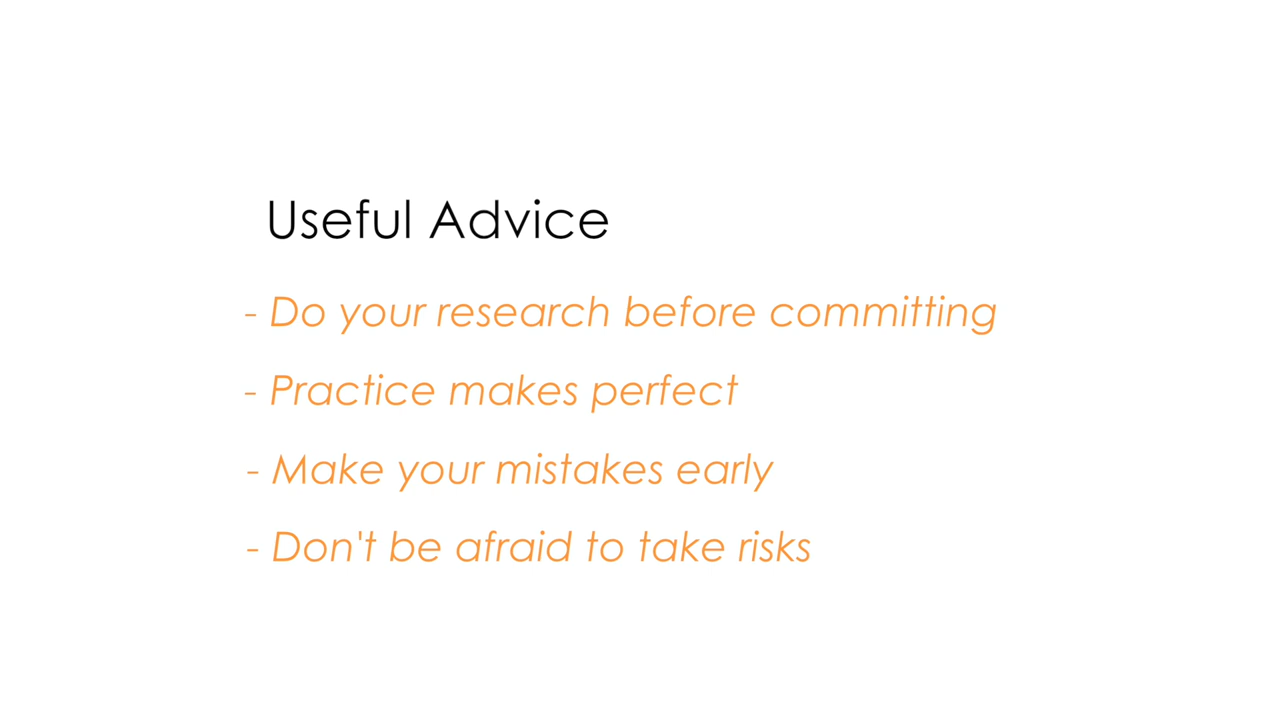 Useful Advice
- Do your research before committing
- Practice makes perfect
- Make your mistakes early
- Don't be afraid to take risks